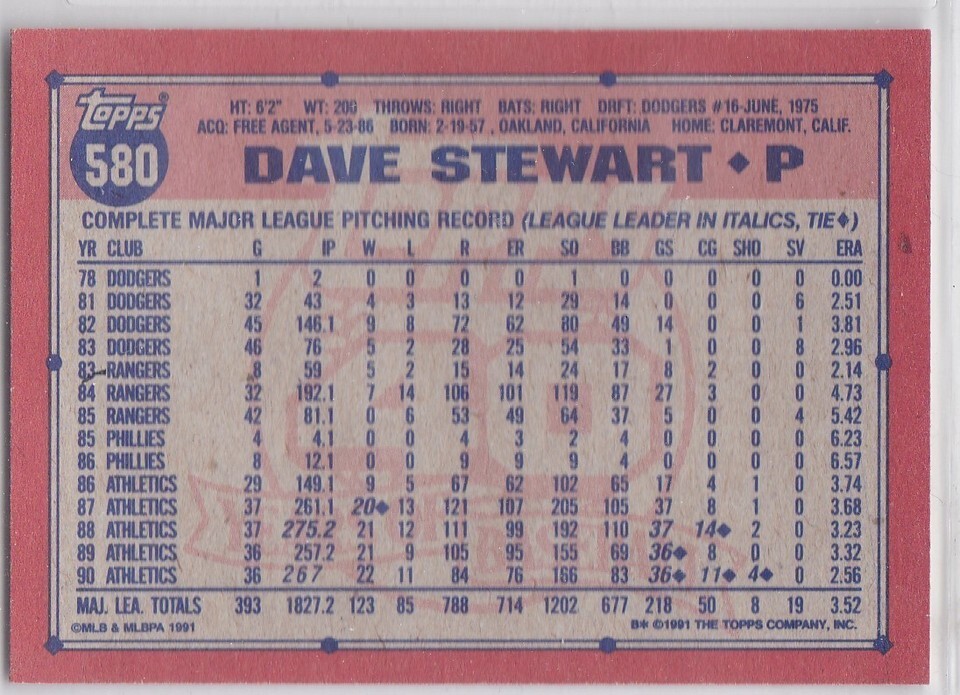 Topps®
580
HT: 6'2" WT: 200 THROWS: RIGHT BATS: RIGHT DRFT: DODGERS #16-JUNE, 1975
ACQ: FREE AGENT, 5-23-86 BORN: 2-19-57, OAKLAND, CALIFORNIA HOME: CLAREMONT, CALIF.
DAVE STEWART ◆ P
COMPLETE MAJOR LEAGUE PITCHING RECORD (LEAGUE LEADER IN ITALICS, TIE◆)
YR CLUB G IP W L R ER SO BB GS CG SHO SV ERA
78 DODGERS 1 2 0 0 0 0 1 0 0 0 0 0 0.00
81 DODGERS 32 43 4 3 13 12 29 14 0 0 0 6 2.51
82 DODGERS 45 146.1 9 8 72 62 80 49 14 0 0 1 3.81
83 DODGERS 46 76 5 2 28 25 54 33 1 0 0 8 2.96
83 RANGERS 8 59 5 2 15 14 24 17 8 2 0 0 2.14
84 RANGERS 32 192.1 7 14 106 101 119 87 27 3 0 0 4.73
85 RANGERS 42 81.1 0 6 53 49 64 37 5 0 0 4 5.42
85 PHILLIES 4 4.1 0 0 4 3 2 4 0 0 0 0 6.23
86 PHILLIES 8 12.1 0 0 9 9 9 4 0 0 0 0 6.57
86 ATHLETICS 29 149.1 9 5 67 62 102 65 17 4 1 0 3.74
87 ATHLETICS 37 261.1 20◆ 13 121 107 205 105 37 8 1 0 3.68
88 ATHLETICS 37 275.2 21 12 111 99 192 110 37 14◆ 2 0 3.23
89 ATHLETICS 36 257.2 21 9 105 95 155 69 36◆ 8 0 0 3.32
90 ATHLETICS 36 267 22 11 84 76 166 83 36◆ 11◆ 4◆ 0 2.56
MAJ. LEA. TOTALS 393 1827.2 123 85 788 714 1202 677 218 50 8 19 3.52
©MLB & MLBPA 1991 B* ©1991 THE TOPPS COMPANY, INC.